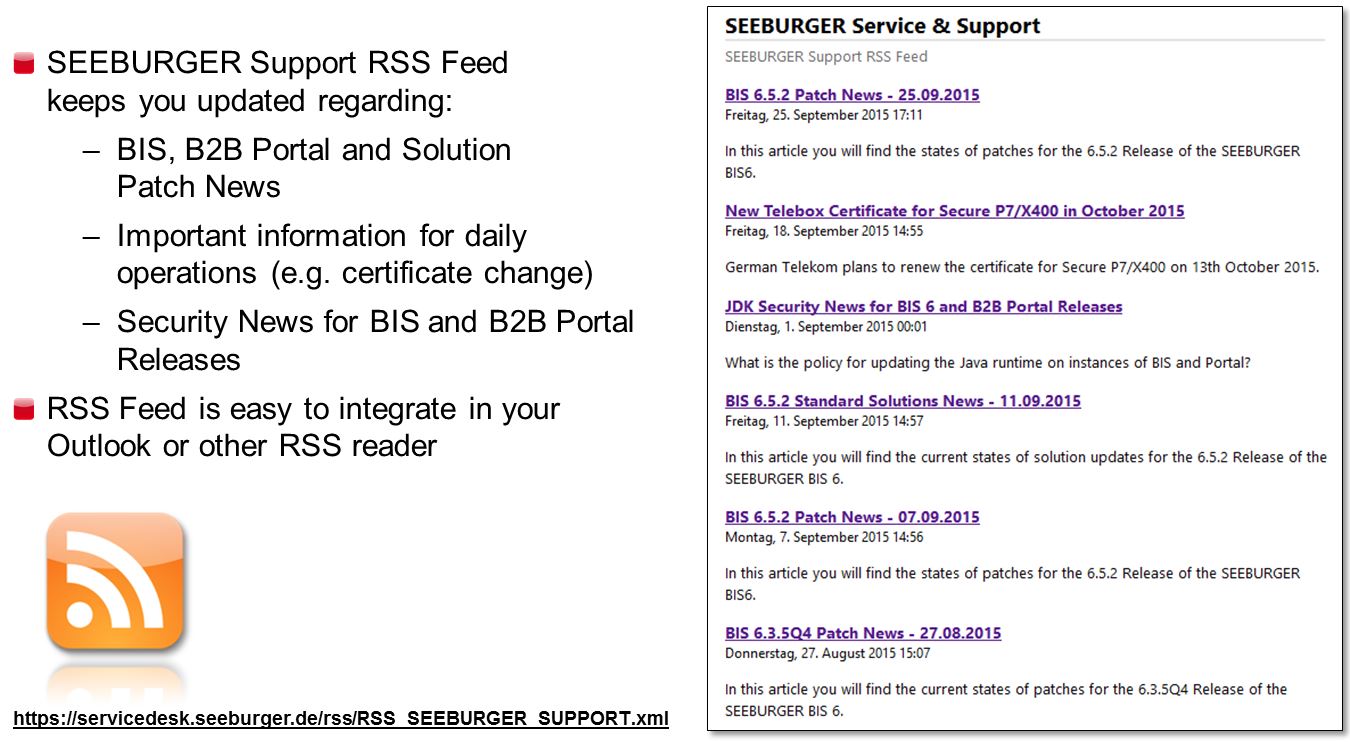 SEEBURGER Support RSS Feed
keeps you updated regarding:
– BIS, B2B Portal and Solution
Patch News
– Important information for daily
operations (e.g. certificate change)
– Security News for BIS and B2B Portal
Releases
RSS Feed is easy to integrate in your
Outlook or other RSS reader
https://servicedesk.seeburger.de/rss/RSS_SEEBURGER_SUPPORT.xml
SEEBURGER Service & Support
SEEBURGER Support RSS Feed
BIS 6.5.2 Patch News - 25.09.2015
Freitag, 25. September 2015 17:11
In this article you will find the states of patches for the 6.5.2 Release of the SEEBURGER
BIS6.
New Telebox Certificate for Secure P7/X400 in October 2015
Freitag, 18. September 2015 14:55
German Telekom plans to renew the certificate for Secure P7/X400 on 13th October 2015.
JDK Security News for BIS 6 and B2B Portal Releases
Dienstag, 1. September 2015 00:01
What is the policy for updating the Java runtime on instances of BIS and Portal?
BIS 6.5.2 Standard Solutions News - 11.09.2015
Freitag, 11. September 2015 14:57
In this article you will find the current states of solution updates for the 6.5.2 Release of the
SEEBURGER BIS 6.
BIS 6.5.2 Patch News - 07.09.2015
Montag, 7. September 2015 14:56
In this article you will find the states of patches for the 6.5.2 Release of the SEEBURGER
BIS6.
BIS 6.3.5Q4 Patch News - 27.08.2015
Donnerstag, 27. August 2015 15:07
In this article you will find the current states of patches for the 6.3.5Q4 Release of the
SEEBURGER BIS 6.